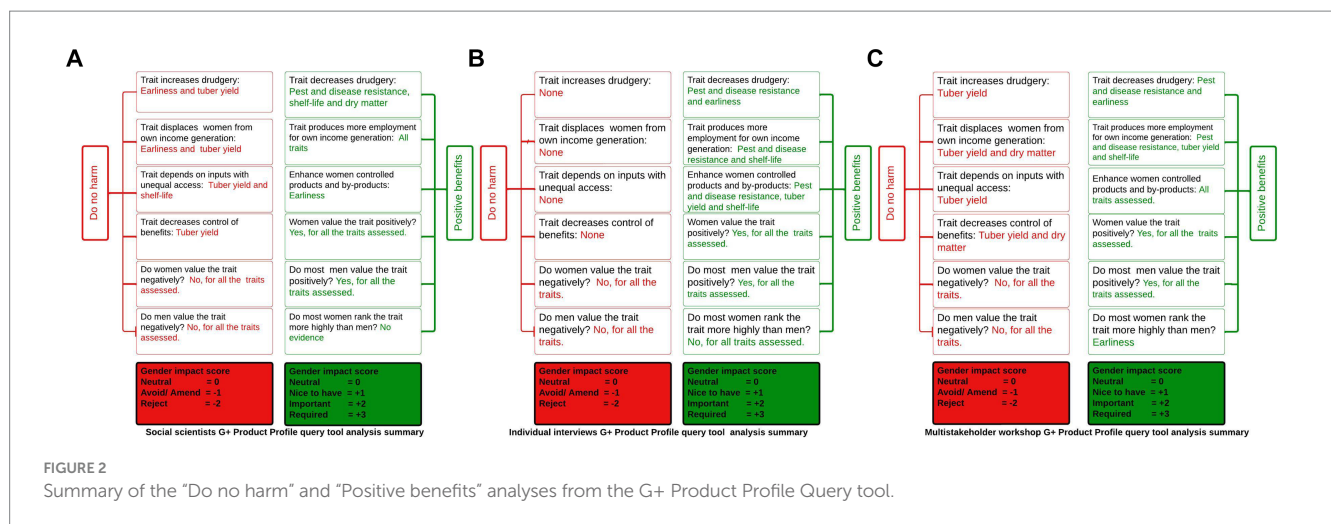 A
Do no harm
Trait increases drudgery:
Earliness and tuber yield
Trait displaces women from
own income generation:
Earliness and tuber yield
Trait depends on inputs with
unequal access: Tuber yield and
shelf-life
Trait decreases control of
benefits: Tuber yield
Do women value the trait
negatively? No, for all the traits
assessed.
Do men value the trait
negatively? No, for all the traits
assessed.
Trait decreases drudgery:
Pest and disease resistance,
shelf-life and dry matter
Trait produces more employment
for own income generation: All
traits
Enhance women controlled
products and by-products:
Earliness
Women value the trait positively?
Yes, for all the traits assessed.
Do most men value the trait
positively? Yes, for all the
traits assessed.
Do most women rank the trait
more highly than men? No
evidence
Positive benefits
Gender impact score
Neutral = 0
Avoid/ Amend = -1
Reject = -2
Gender impact score
Neutral = 0
Nice to have = +1
Important = +2
Required = +3
Social scientists G+ Product Profile query tool analysis summary
B
Do no harm
Trait increases drudgery:
None
Trait displaces women from
own income generation:
None
Trait depends on inputs with
unequal access:
None
Trait decreases control of
benefits: None
Do women value the trait
negatively? No, for all the
traits.
Do men value the trait
negatively? No, for all the
traits.
Trait decreases drudgery:
Pest and disease resistance
and earliness
Trait produces more
employment for own income
generation: Pest and disease
resistance and shelf-life
Enhance women controlled
products and by-products: Pest
and disease resistance, tuber
yield and shelf-life
Women value the trait
positively? Yes, for all the traits
assessed.
Do most men value the trait
positively? Yes, for all the
traits assessed.
Do most women rank the
trait more highly than men?
No, for all traits assessed.
Positive benefits
Gender impact score
Neutral = 0
Avoid/ Amend = -1
Reject = -2
Gender impact score
Neutral = 0
Nice to have = +1
Important = +2
Required = +3
Individual interviews G+ Product Profile query tool analysis summary
C
Do no harm
Trait increases drudgery:
Tuber yield
Trait displaces women from
own income generation:
Tuber yield and dry matter
Trait depends on inputs with
unequal access:
Tuber yield
Trait decreases control of
benefits: Tuber yield and dry
matter
Do women value the trait
negatively? No, for all the
traits.
Do men value the trait
negatively? No, for all the
traits.
Trait decreases drudgery: Pest
and disease resistance and
earliness
Trait produces more employment
for own income generation: Pest
and disease resistance, tuber yield
and shelf-life
Enhance women controlled
products and by-products: All
traits assessed.
Women value the trait
positively? Yes, for all the traits
assessed.
Do most men value the trait
positively? Yes, for all the
traits assessed.
Do most women rank the
trait more highly than men?
Earliness
Positive benefits
Gender impact score
Neutral = 0
Avoid/ Amend = -1
Reject = -2
Gender impact score
Neutral = 0
Nice to have = +1
Important = +2
Required = +3
Multistakeholder workshop G+ Product Profile query tool analysis summary
FIGURE 2
Summary of the “Do no harm” and “Positive benefits” analyses from the G+ Product Profile Query tool.